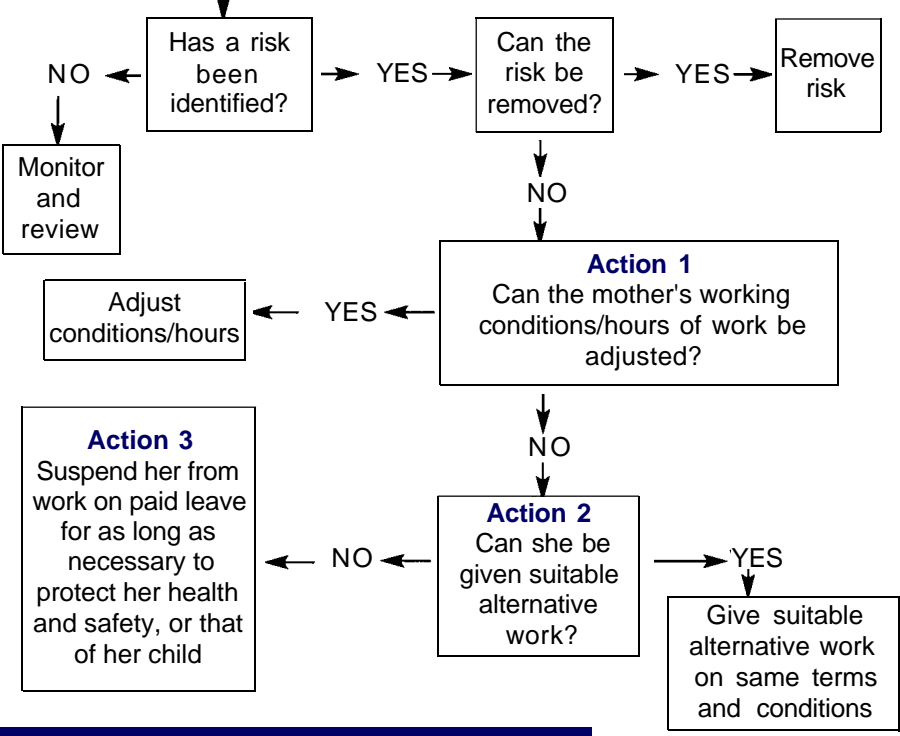 Has a risk
been
identified?
NO
YES
Can the
risk be
removed?
YES
Remove
risk
Monitor
and
review
NO
Action 1
Can the mother's working
conditions/hours of work be
adjusted?
YES
Adjust
conditions/hours
NO
Action 2
Can she be
given suitable
alternative
work?
NO
Action 3
Suspend her from
work on paid leave
for as long as
necessary to
protect her health
and safety, or that
of her child
YES
Give suitable
alternative work
on same terms
and conditions